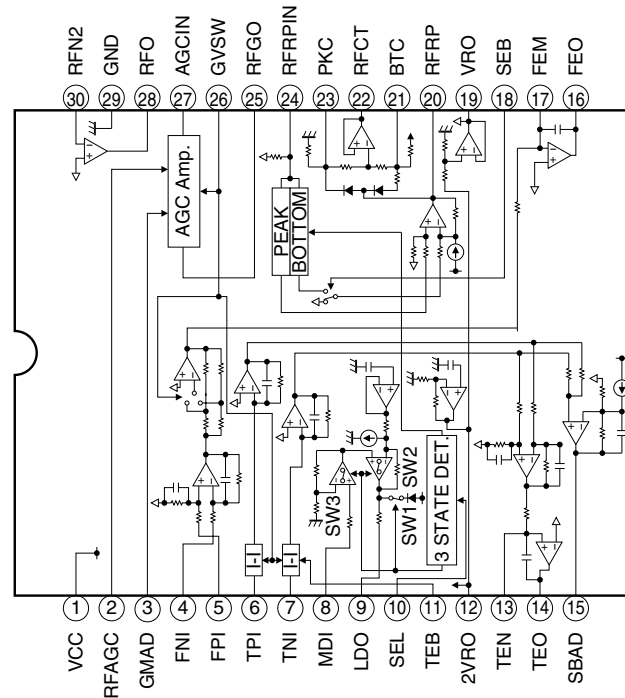 RFN2
GND
RFO
AGCIN
GVSW
RFGO
RFRPIN
PKC
RFCT
BTC
RFRP
VRO
SEB
FEM
FEO
30
29
28
27
26
25
24
23
22
21
20
19
18
17
16
AGC Amp.
PEAK
BOTTOM
3 STATE DET.
SW3
SW2
SW1
I-I
I-I
1
2
3
4
5
6
7
8
9
10
11
12
13
14
15
VCC
RFAGC
GMAD
FNI
FPI
TPI
TNI
MDI
LDO
SEL
TEB
2VRO
TEN
TEO
SBAD